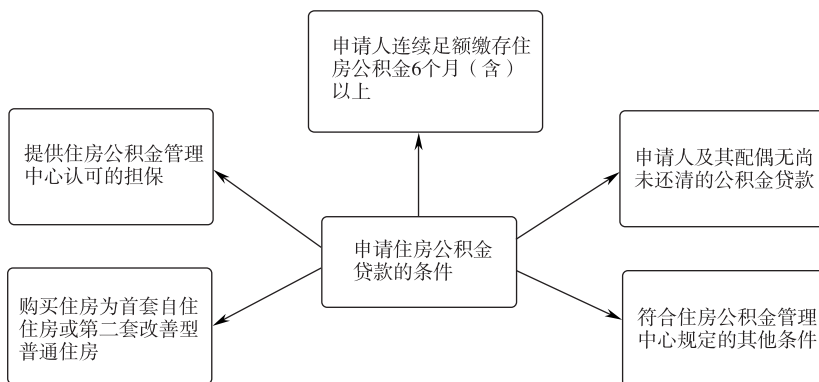 申请人连续足额缴存住
房公积金6个月（含）
以上
提供住房公积金管理
中心认可的担保
申请人及其配偶无尚
未还清的公积金贷款
申请住房公积金
贷款的条件
购买住房为首套自住
住房或第二套改善型
普通住房
符合住房公积金管理
中心规定的其他条件